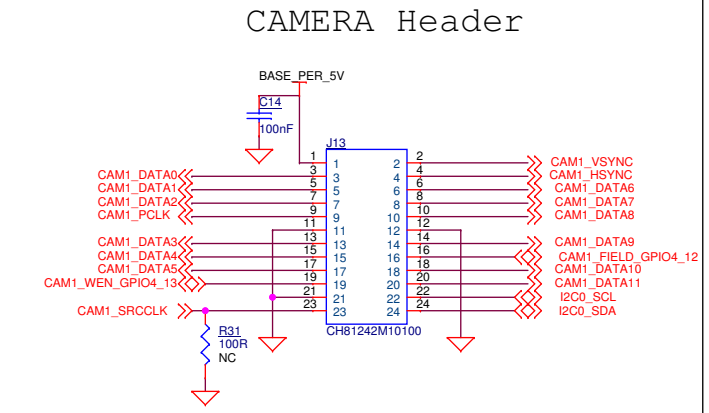 CAMERA Header
BASE_PER_5V
C14
100nF
J13
1 1 2 2 CAM1_VSYNC
CAM1_DATA0 3 3 4 4 CAM1_HSYNC
CAM1_DATA1 5 5 6 6 CAM1_DATA6
CAM1_DATA2 7 7 8 8 CAM1_DATA7
CAM1_PCLK 9 9 10 10 CAM1_DATA8
11 11 12 12
CAM1_DATA3 13 13 14 14 CAM1_DATA9
CAM1_DATA4 15 15 16 16 CAM1_FIELD_GPIO4_12
CAM1_DATA5 17 17 18 18 CAM1_DATA10
CAM1_WEN_GPIO4_13 19 19 20 20 CAM1_DATA11
21 21 22 22 I2C0_SCL
CAM1_SRCCLK 23 23 24 24 I2C0_SDA
CH81242M10100
R31
100R
NC